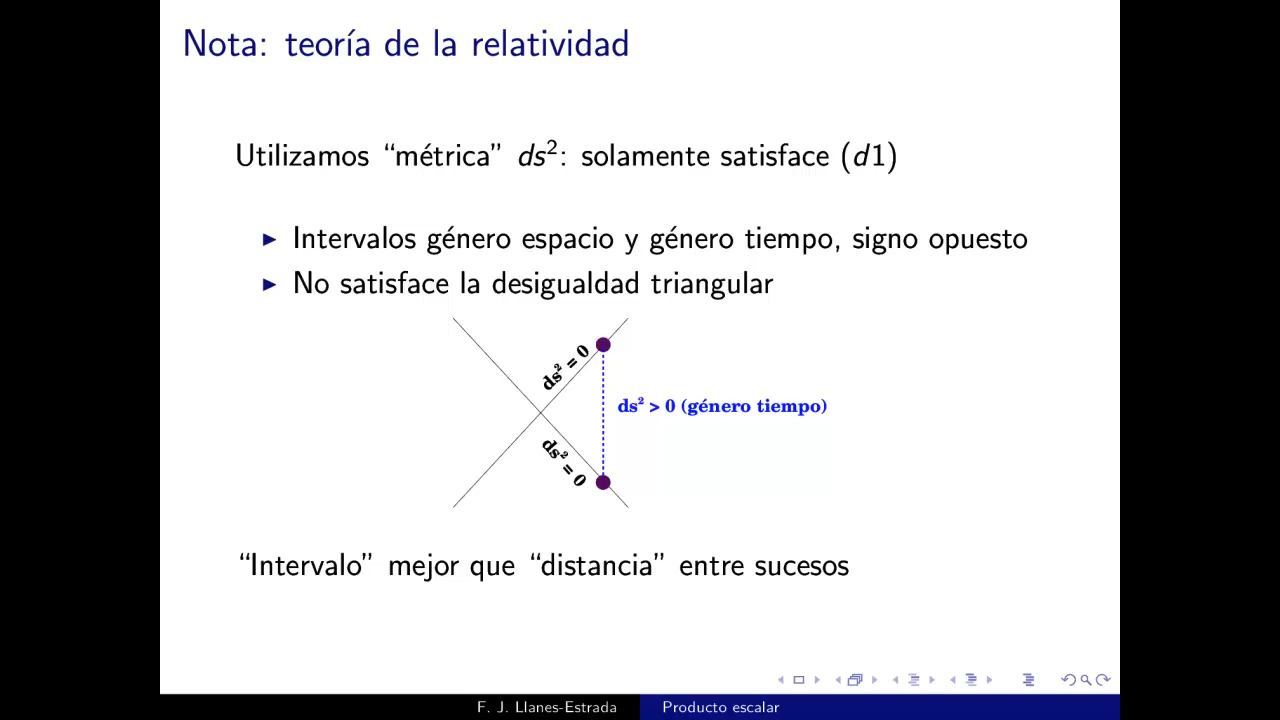 Nota: teoría de la relatividad
Utilizamos “métrica” ds²: solamente satisface (d1)
Intervalos género espacio y género tiempo, signo opuesto
No satisface la desigualdad triangular
ds² = 0
ds² > 0 (género tiempo)
ds² = 0
“Intervalo” mejor que “distancia” entre sucesos
F. J. Llanes-Estrada
Producto escalar